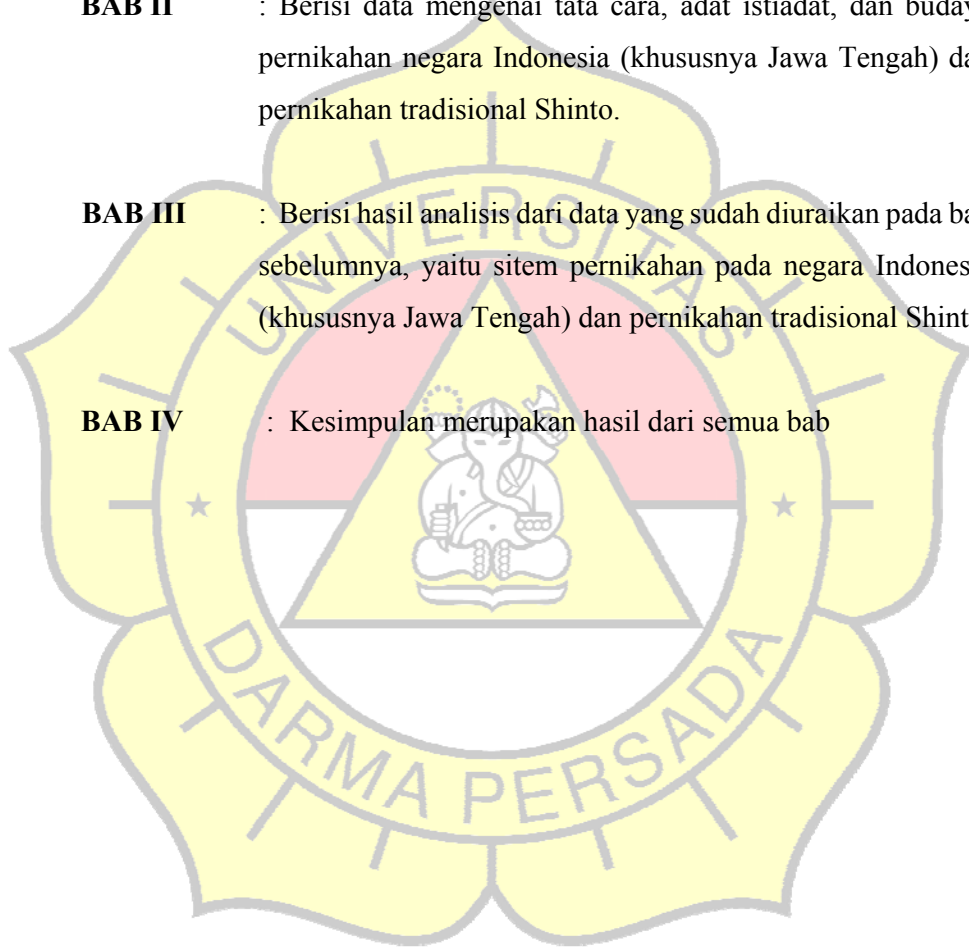 BAB II : Berisi data mengenai tata cara, adat istiadat, dan buday
pernikahan negara Indonesia (khususnya Jawa Tengah) da
pernikahan tradisional Shinto.
BAB III : Berisi hasil analisis dari data yang sudah diuraikan pada ba
sebelumnya, yaitu sitem pernikahan pada negara Indones
(khususnya Jawa Tengah) dan pernikahan tradisional Shint
BAB IV : Kesimpulan merupakan hasil dari semua bab
UNIVERSITAS
DARMA PERSADA